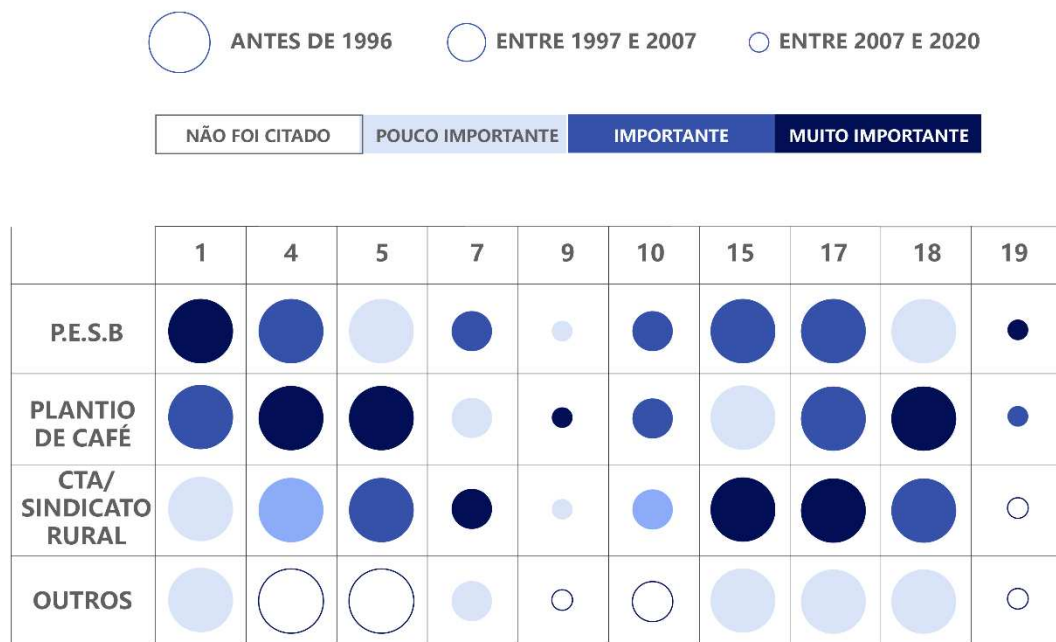 ANTES DE 1996 ENTRE 1997 E 2007 ENTRE 2007 E 2020
NÃO FOI CITADO POUCO IMPORTANTE IMPORTANTE MUITO IMPORTANTE
1 4 5 7 9 10 15 17 18 19
P.E.S.B
PLANTIO
DE CAFÉ
CTA/
SINDICATO
RURAL
OUTROS